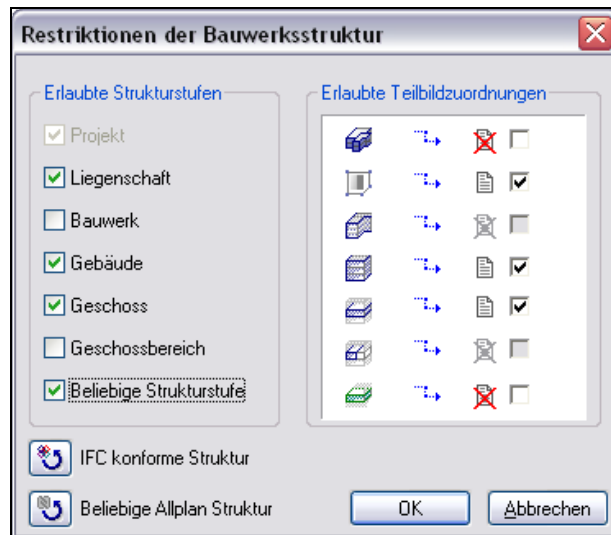 Restriktionen der Bauwerksstruktur
Erlaubte Strukturstufen
Projekt
Liegenschaft
Bauwerk
Gebäude
Geschoss
Geschossbereich
Beliebige Strukturstufe
Erlaubte Teilbildzuordnungen
IFC konforme Struktur
Beliebige Allplan Struktur
OK
Abbrechen